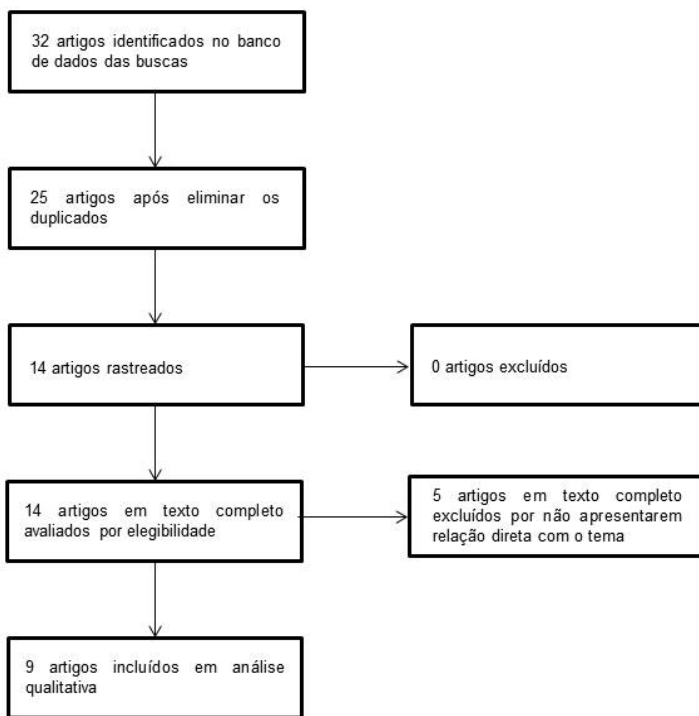 32 artigos identificados no banco
de dados das buscas
25 artigos após eliminar os
duplicados
14 artigos rastreados
0 artigos excluídos
14 artigos em texto completo
avaliados por elegibilidade
5 artigos em texto completo
excluídos por não apresentarem
relação direta com o tema
9 artigos incluídos em análise
qualitativa